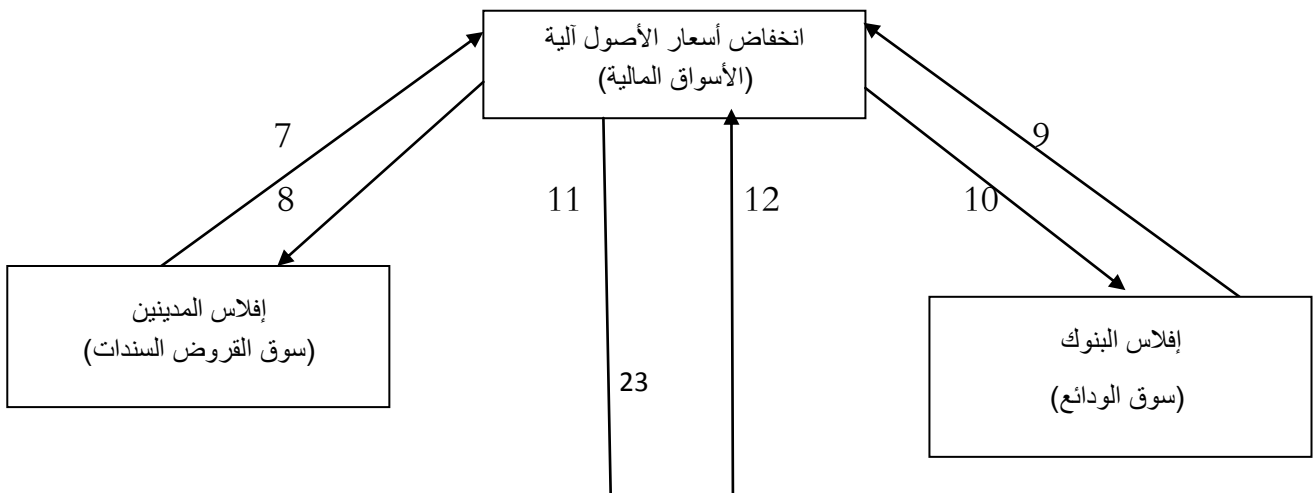 انخفاض أسعار الأصول آلية
(الأسواق المالية)
7
9
8
11
12
10
إفلاس المدينين
(سوق القروض السندات)
إفلاس البنوك
(سوق الودائع)
23